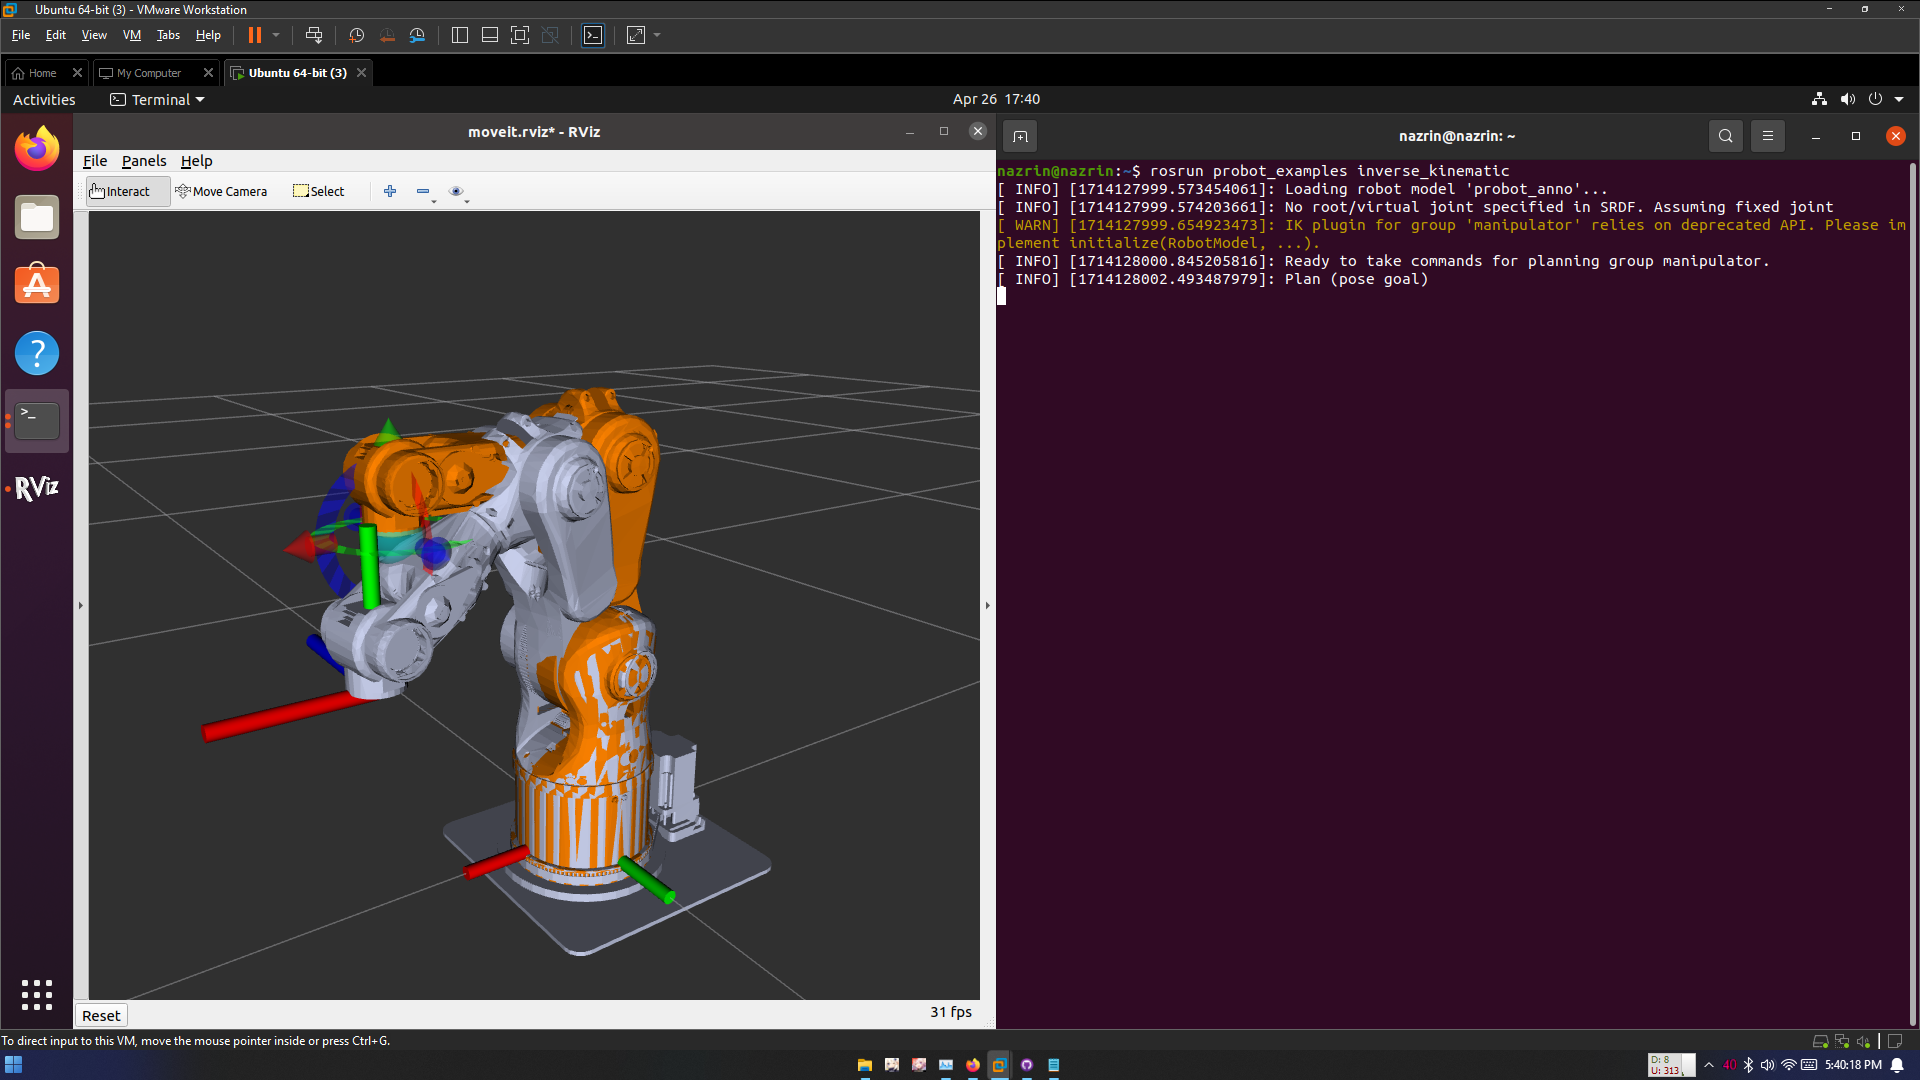 Ubuntu 64-bit (3) - VMware Workstation
File Edit View VM Tabs Help
Home My Computer Ubuntu 64-bit (3)
Activities Terminal Apr 26 17:40
moveit.rviz* - RViz
nazrin@nazrin: ~
File Panels Help
Interact Move Camera Select
nazrin@nazrin:~$ rosrun probot_examples inverse_kinematic
[ INFO] [1714127999.573454061]: Loading robot model 'probot_anno'...
[ INFO] [1714127999.574203661]: No root/virtual joint specified in SRDF. Assuming fixed joint
[ WARN] [1714127999.654923473]: IK plugin for group 'manipulator' relies on deprecated API. Please im
plement initialize(RobotModel, ...).
[ INFO] [1714128000.845205816]: Ready to take commands for planning group manipulator.
[ INFO] [1714128002.493487979]: Plan (pose goal)
>_
RViz
Reset
31 fps
To direct input to this VM, move the mouse pointer inside or press Ctrl+G.
D: 8
U: 313
40
5:40:18 PM